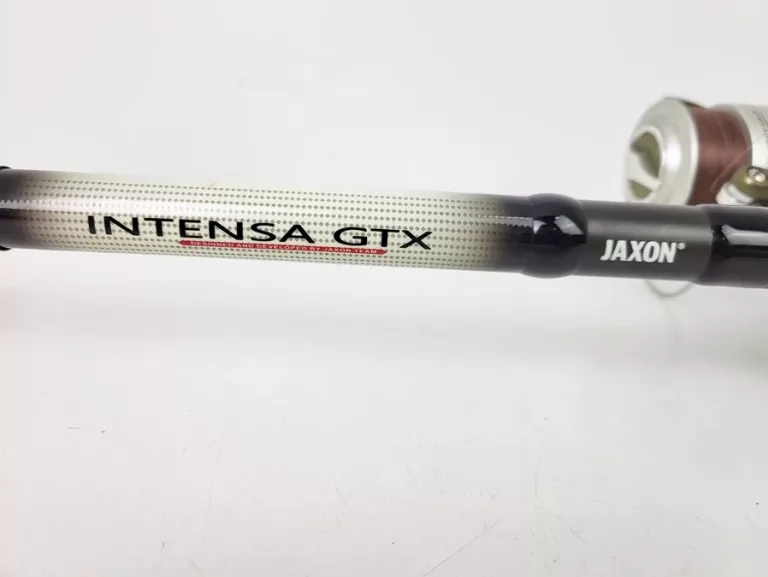 INTENSA GTX
DESIGNED AND DEVELOPED BY JAXON TEAM
JAXON®